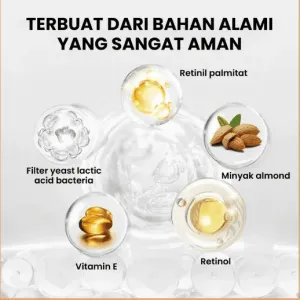 TERBUAT DARI BAHAN ALAMI
YANG SANGAT AMAN
Retinil palmitat
Filter yeast lactic
acid bacteria
Minyak almond
Vitamin E
Retinol